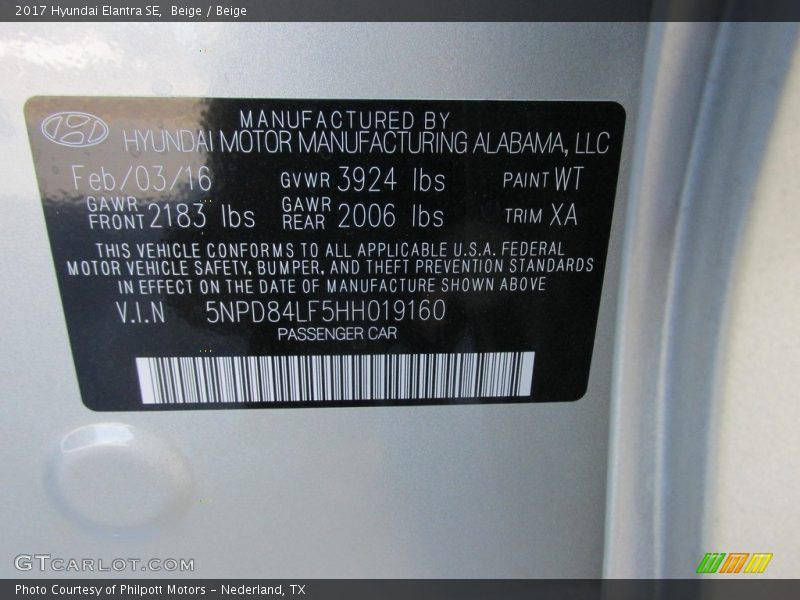 2017 Hyundai Elantra SE,  Beige / Beige
MANUFACTURED BY
HYUNDAI MOTOR MANUFACTURING ALABAMA, LLC
Feb/03/16 GVWR 3924 lbs PAINT WT
GAWR FRONT 2183 lbs GAWR REAR 2006 lbs TRIM XA
THIS VEHICLE CONFORMS TO ALL APPLICABLE U.S.A. FEDERAL
MOTOR VEHICLE SAFETY, BUMPER, AND THEFT PREVENTION STANDARDS
IN EFFECT ON THE DATE OF MANUFACTURE SHOWN ABOVE
V.I.N 5NPD84LF5HH019160
PASSENGER CAR
GTCARLOT.COM
Photo Courtesy of Philpott Motors - Nederland, TX